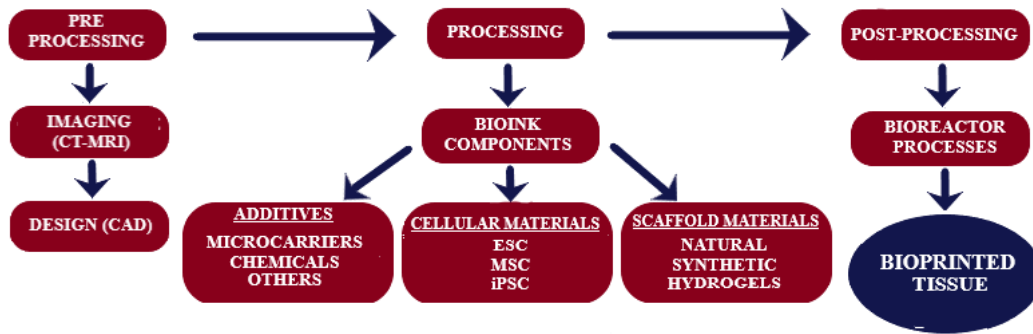 PRE
PROCESSING
PROCESSING
POST-PROCESSING
IMAGING
(CT-MRI)
BIOINK
COMPONENTS
BIOREACTOR
PROCESSES
DESIGN (CAD)
ADDITIVES
MICROCARRIERS
CHEMICALS
OTHERS
CELLULAR MATERIALS
ESC
MSC
iPSC
SCAFFOLD MATERIALS
NATURAL
SYNTHETIC
HYDROGELS
BIOPRINTED
TISSUE